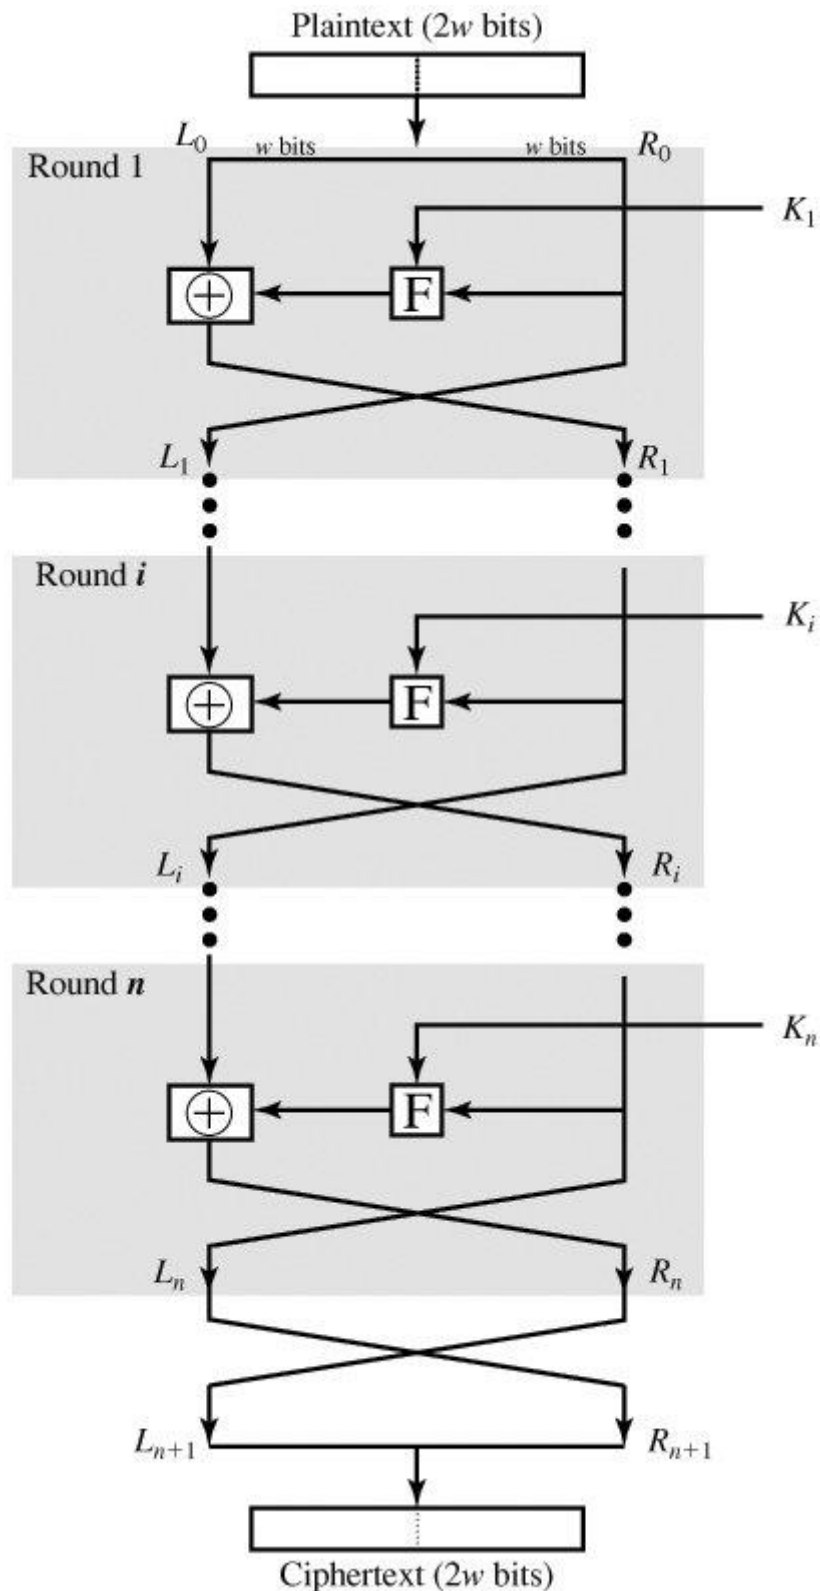 Plaintext (2w bits)
L₀ w bits w bits R₀
Round 1
K₁
⊕ F
L₁ R₁
Round i
Kᵢ
⊕ F
Lᵢ Rᵢ
Round n
Kₙ
⊕ F
Lₙ Rₙ
Lₙ₊₁ Rₙ₊₁
Ciphertext (2w bits)